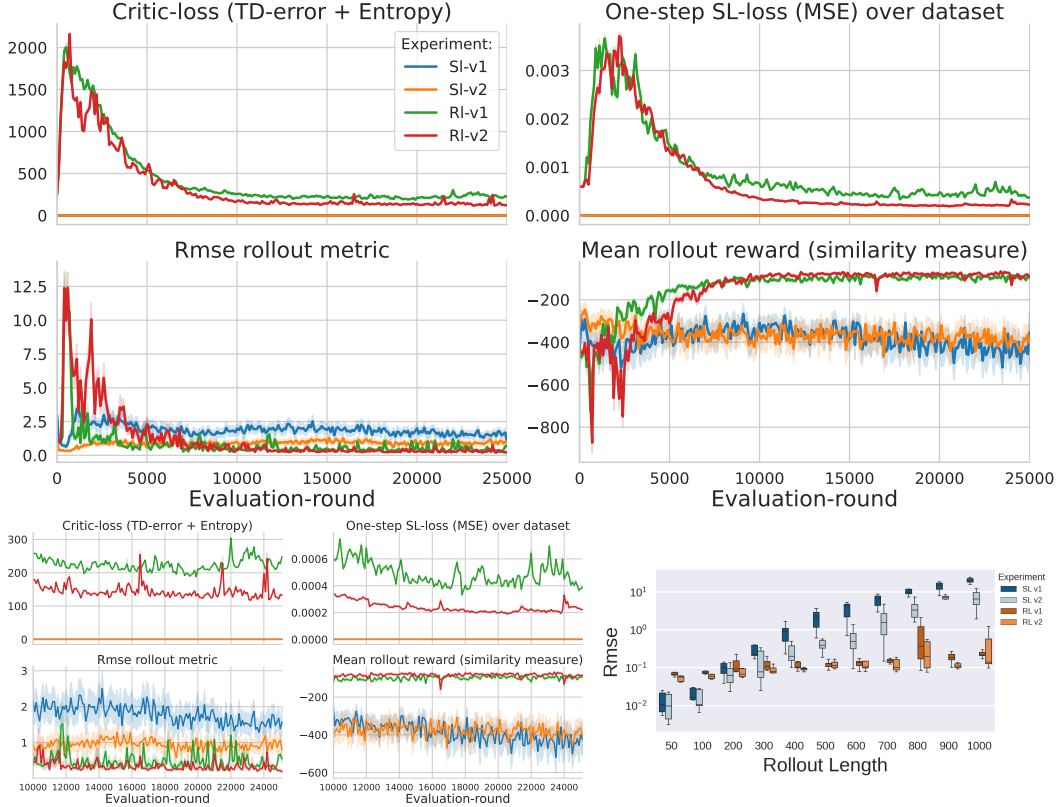 Critic-loss (TD-error + Entropy)
2000
1500
1000
500
0
Experiment:
Sl-v1
Sl-v2
Rl-v1
Rl-v2
One-step SL-loss (MSE) over dataset
0.003
0.002
0.001
0.000
Rmse rollout metric
12.5
10.0
7.5
5.0
2.5
0.0
0 5000 10000 15000 20000 25000
Evaluation-round
Mean rollout reward (similarity measure)
−200
−400
−600
−800
0 5000 10000 15000 20000 25000
Evaluation-round
Critic-loss (TD-error + Entropy)
300
200
100
0
One-step SL-loss (MSE) over dataset
0.0006
0.0004
0.0002
0.0000
Rmse rollout metric
3
2
1
10000 12000 14000 16000 18000 20000 22000 24000
Evaluation-round
Mean rollout reward (similarity measure)
−200
−400
−600
10000 12000 14000 16000 18000 20000 22000 24000
Evaluation-round
Rmse
10¹
10⁰
10⁻¹
10⁻²
50 100 200 300 400 500 600 700 800 900 1000
Rollout Length
Experiment
SL v1
SL v2
RL v1
RL v2